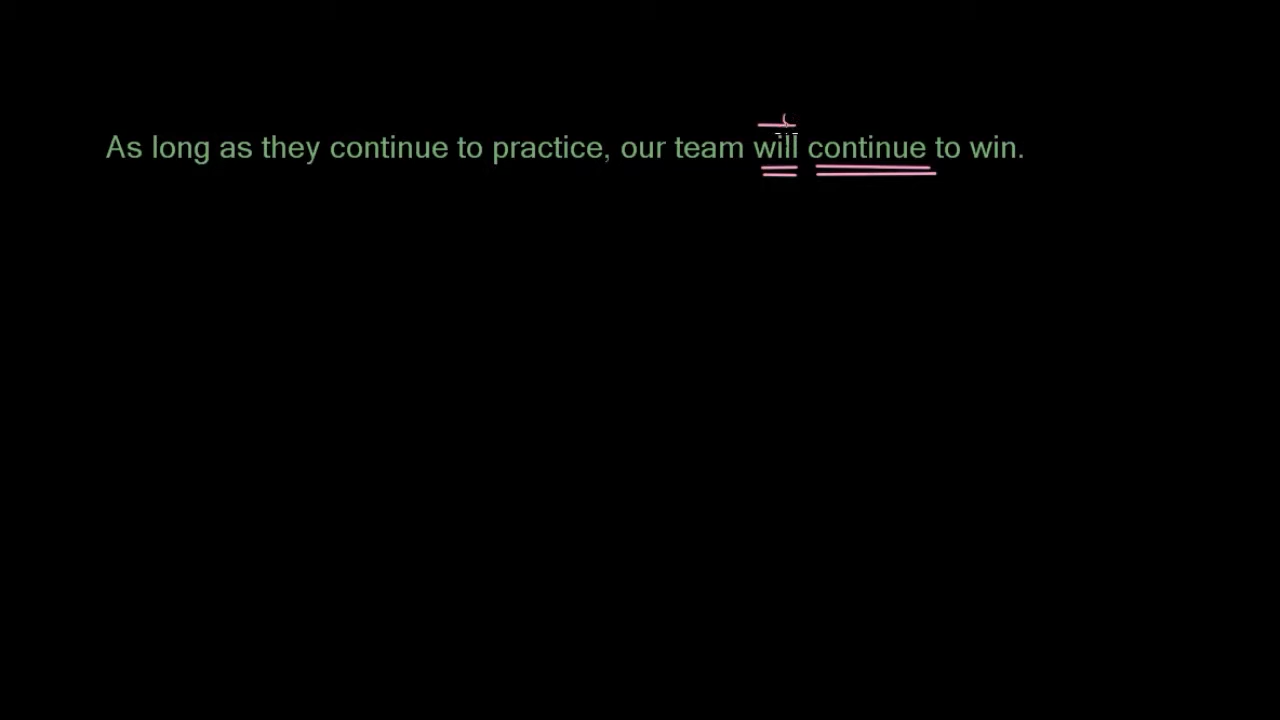 As long as they continue to practice, our team will continue to win.